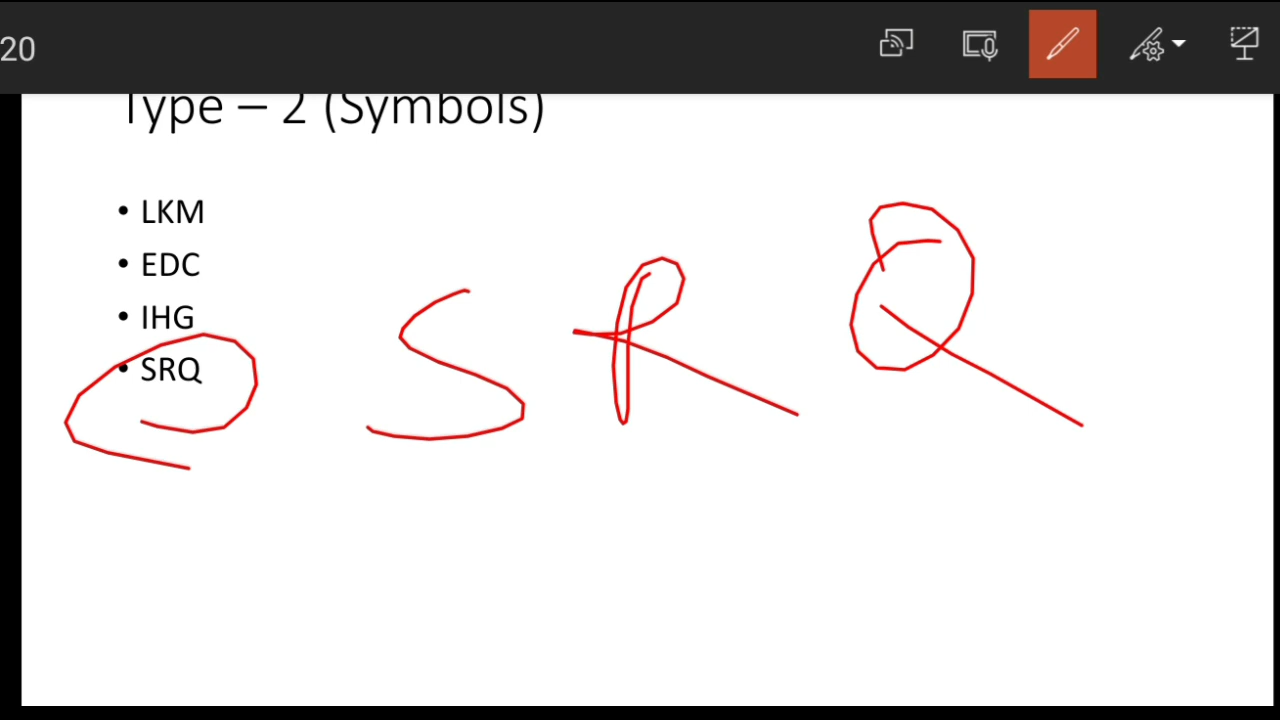 20
Type – 2 (Symbols)
• LKM
• EDC
• IHG
• SRQ
S R Q